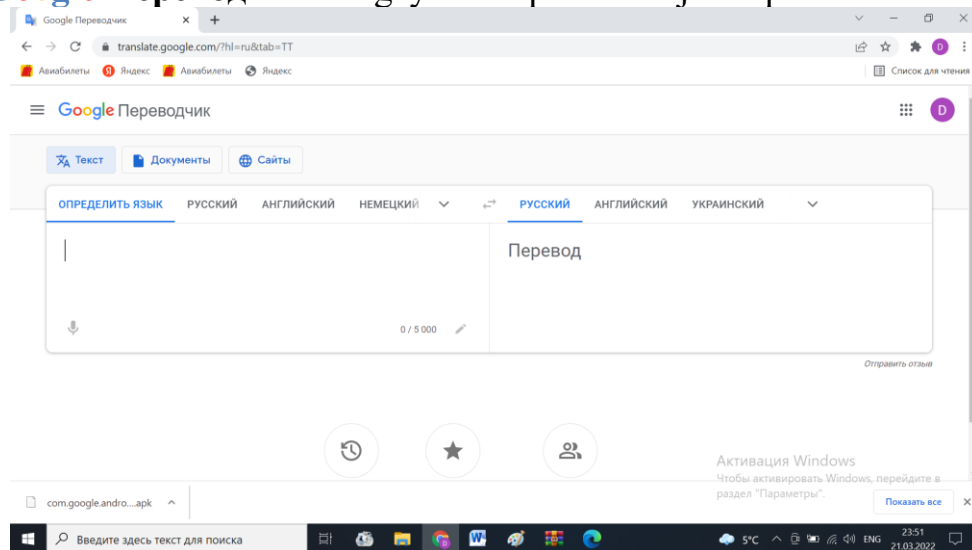 Google Переводчик
translate.google.com/?hl=ru&tab=TT
D
Авиабилеты Яндекс Авиабилеты Яндекс Список для чтения
Google Переводчик D
Текст Документы Сайты
ОПРЕДЕЛИТЬ ЯЗЫК РУССКИЙ АНГЛИЙСКИЙ НЕМЕЦКИЙ РУССКИЙ АНГЛИЙСКИЙ УКРАИНСКИЙ
Перевод
0 / 5 000
Отправить отзыв
Активация Windows
Чтобы активировать Windows, перейдите в
раздел "Параметры".
com.google.andro....apk Показать все
Введите здесь текст для поиска 5°C ENG 23:51
21.03.2022